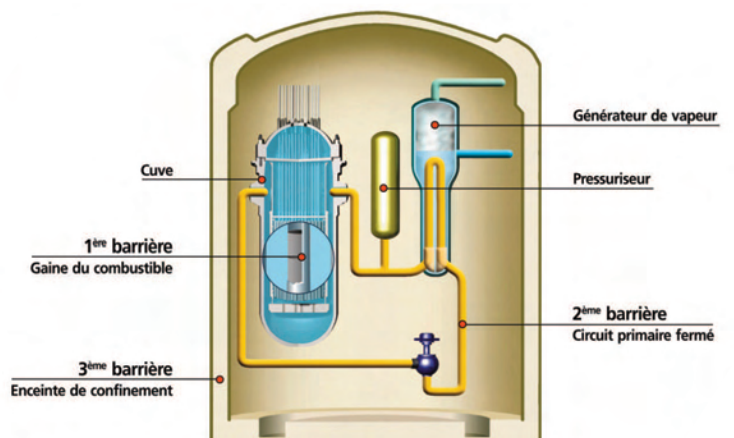 Cuve
1ère barrière
Gaine du combustible
3ème barrière
Enceinte de confinement
Générateur de vapeur
Pressuriseur
2ème barrière
Circuit primaire fermé